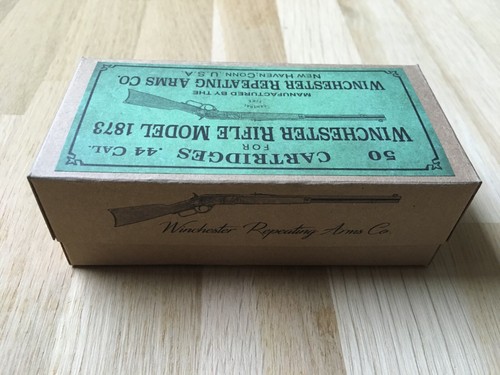 50 CARTRIDGES .44 CAL.
FOR
WINCHESTER RIFLE MODEL 1873
MANUFACTURED BY THE
WINCHESTER REPEATING ARMS CO.
NEW HAVEN, CONN. U.S.A.
Winchester Repeating Arms Co.